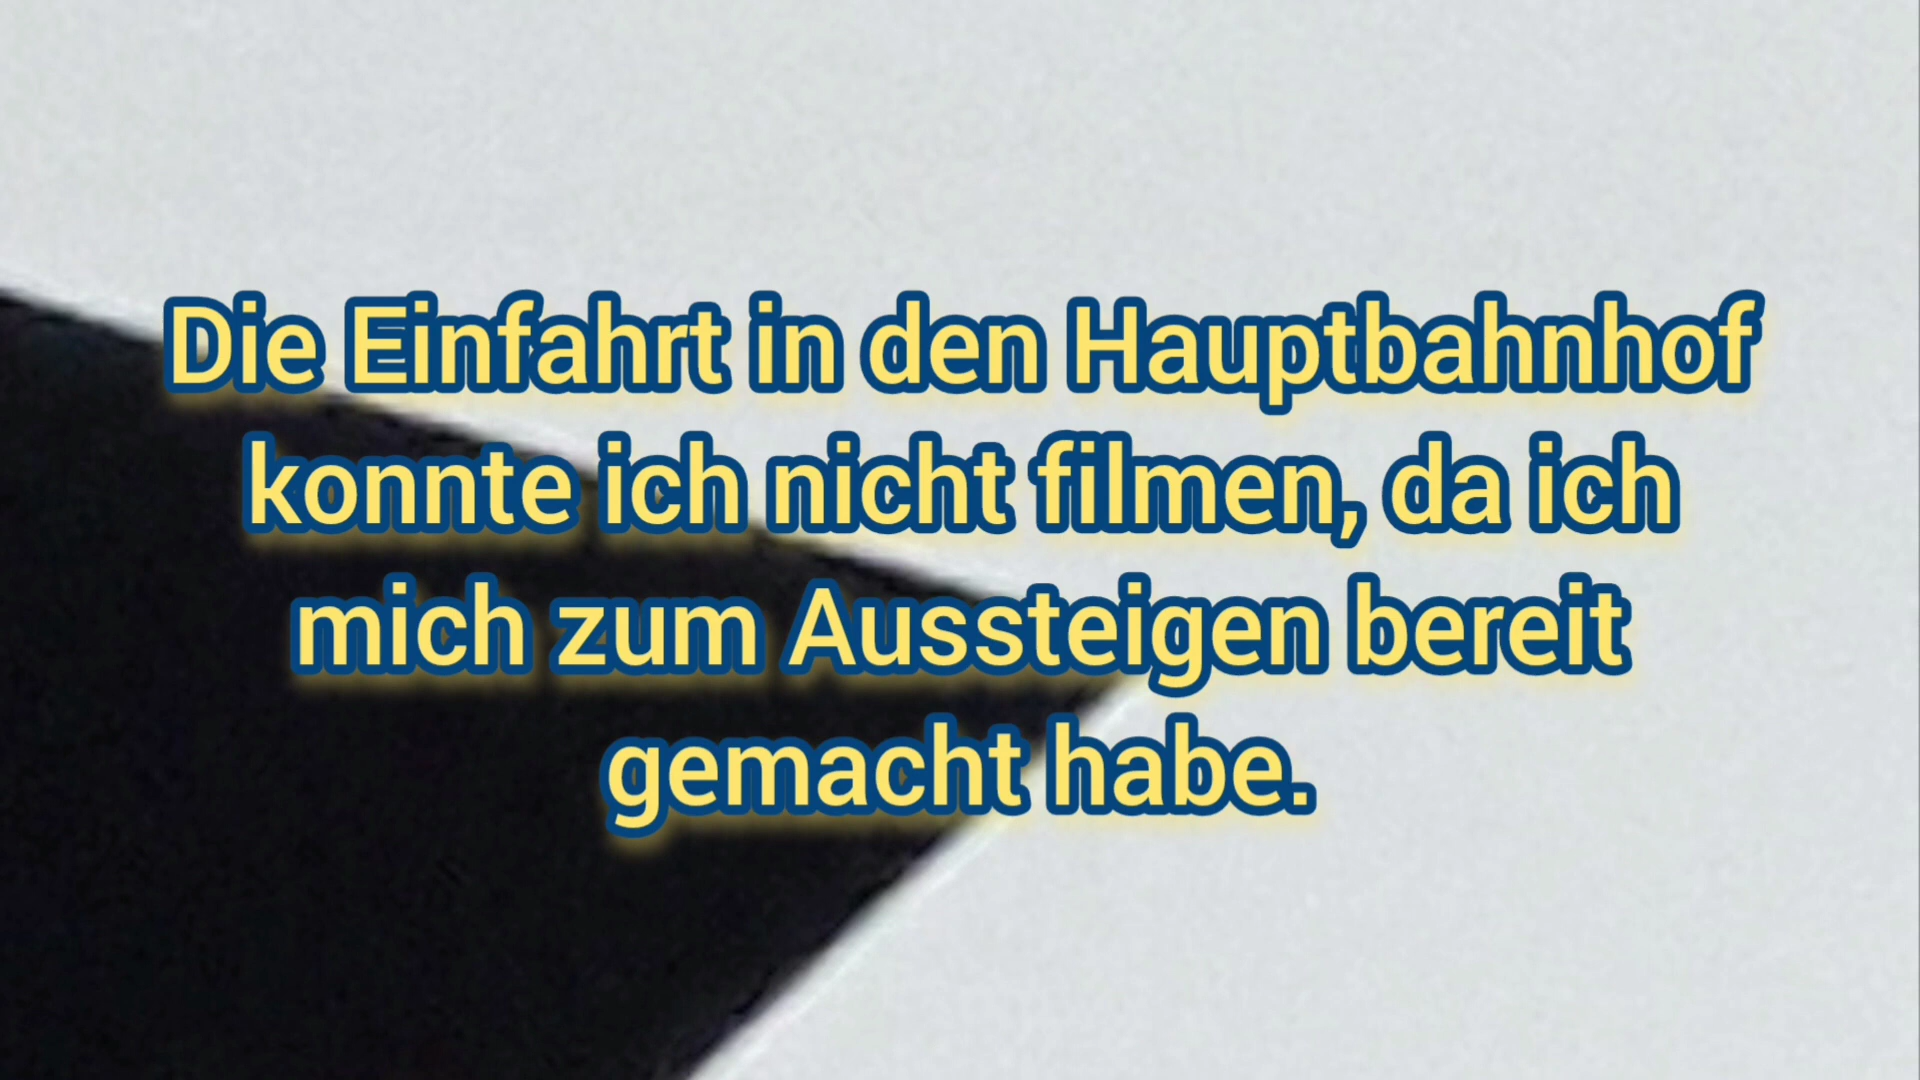 Die Einfahrt in den Hauptbahnhof
konnte ich nicht filmen, da ich
mich zum Aussteigen bereit
gemacht habe.